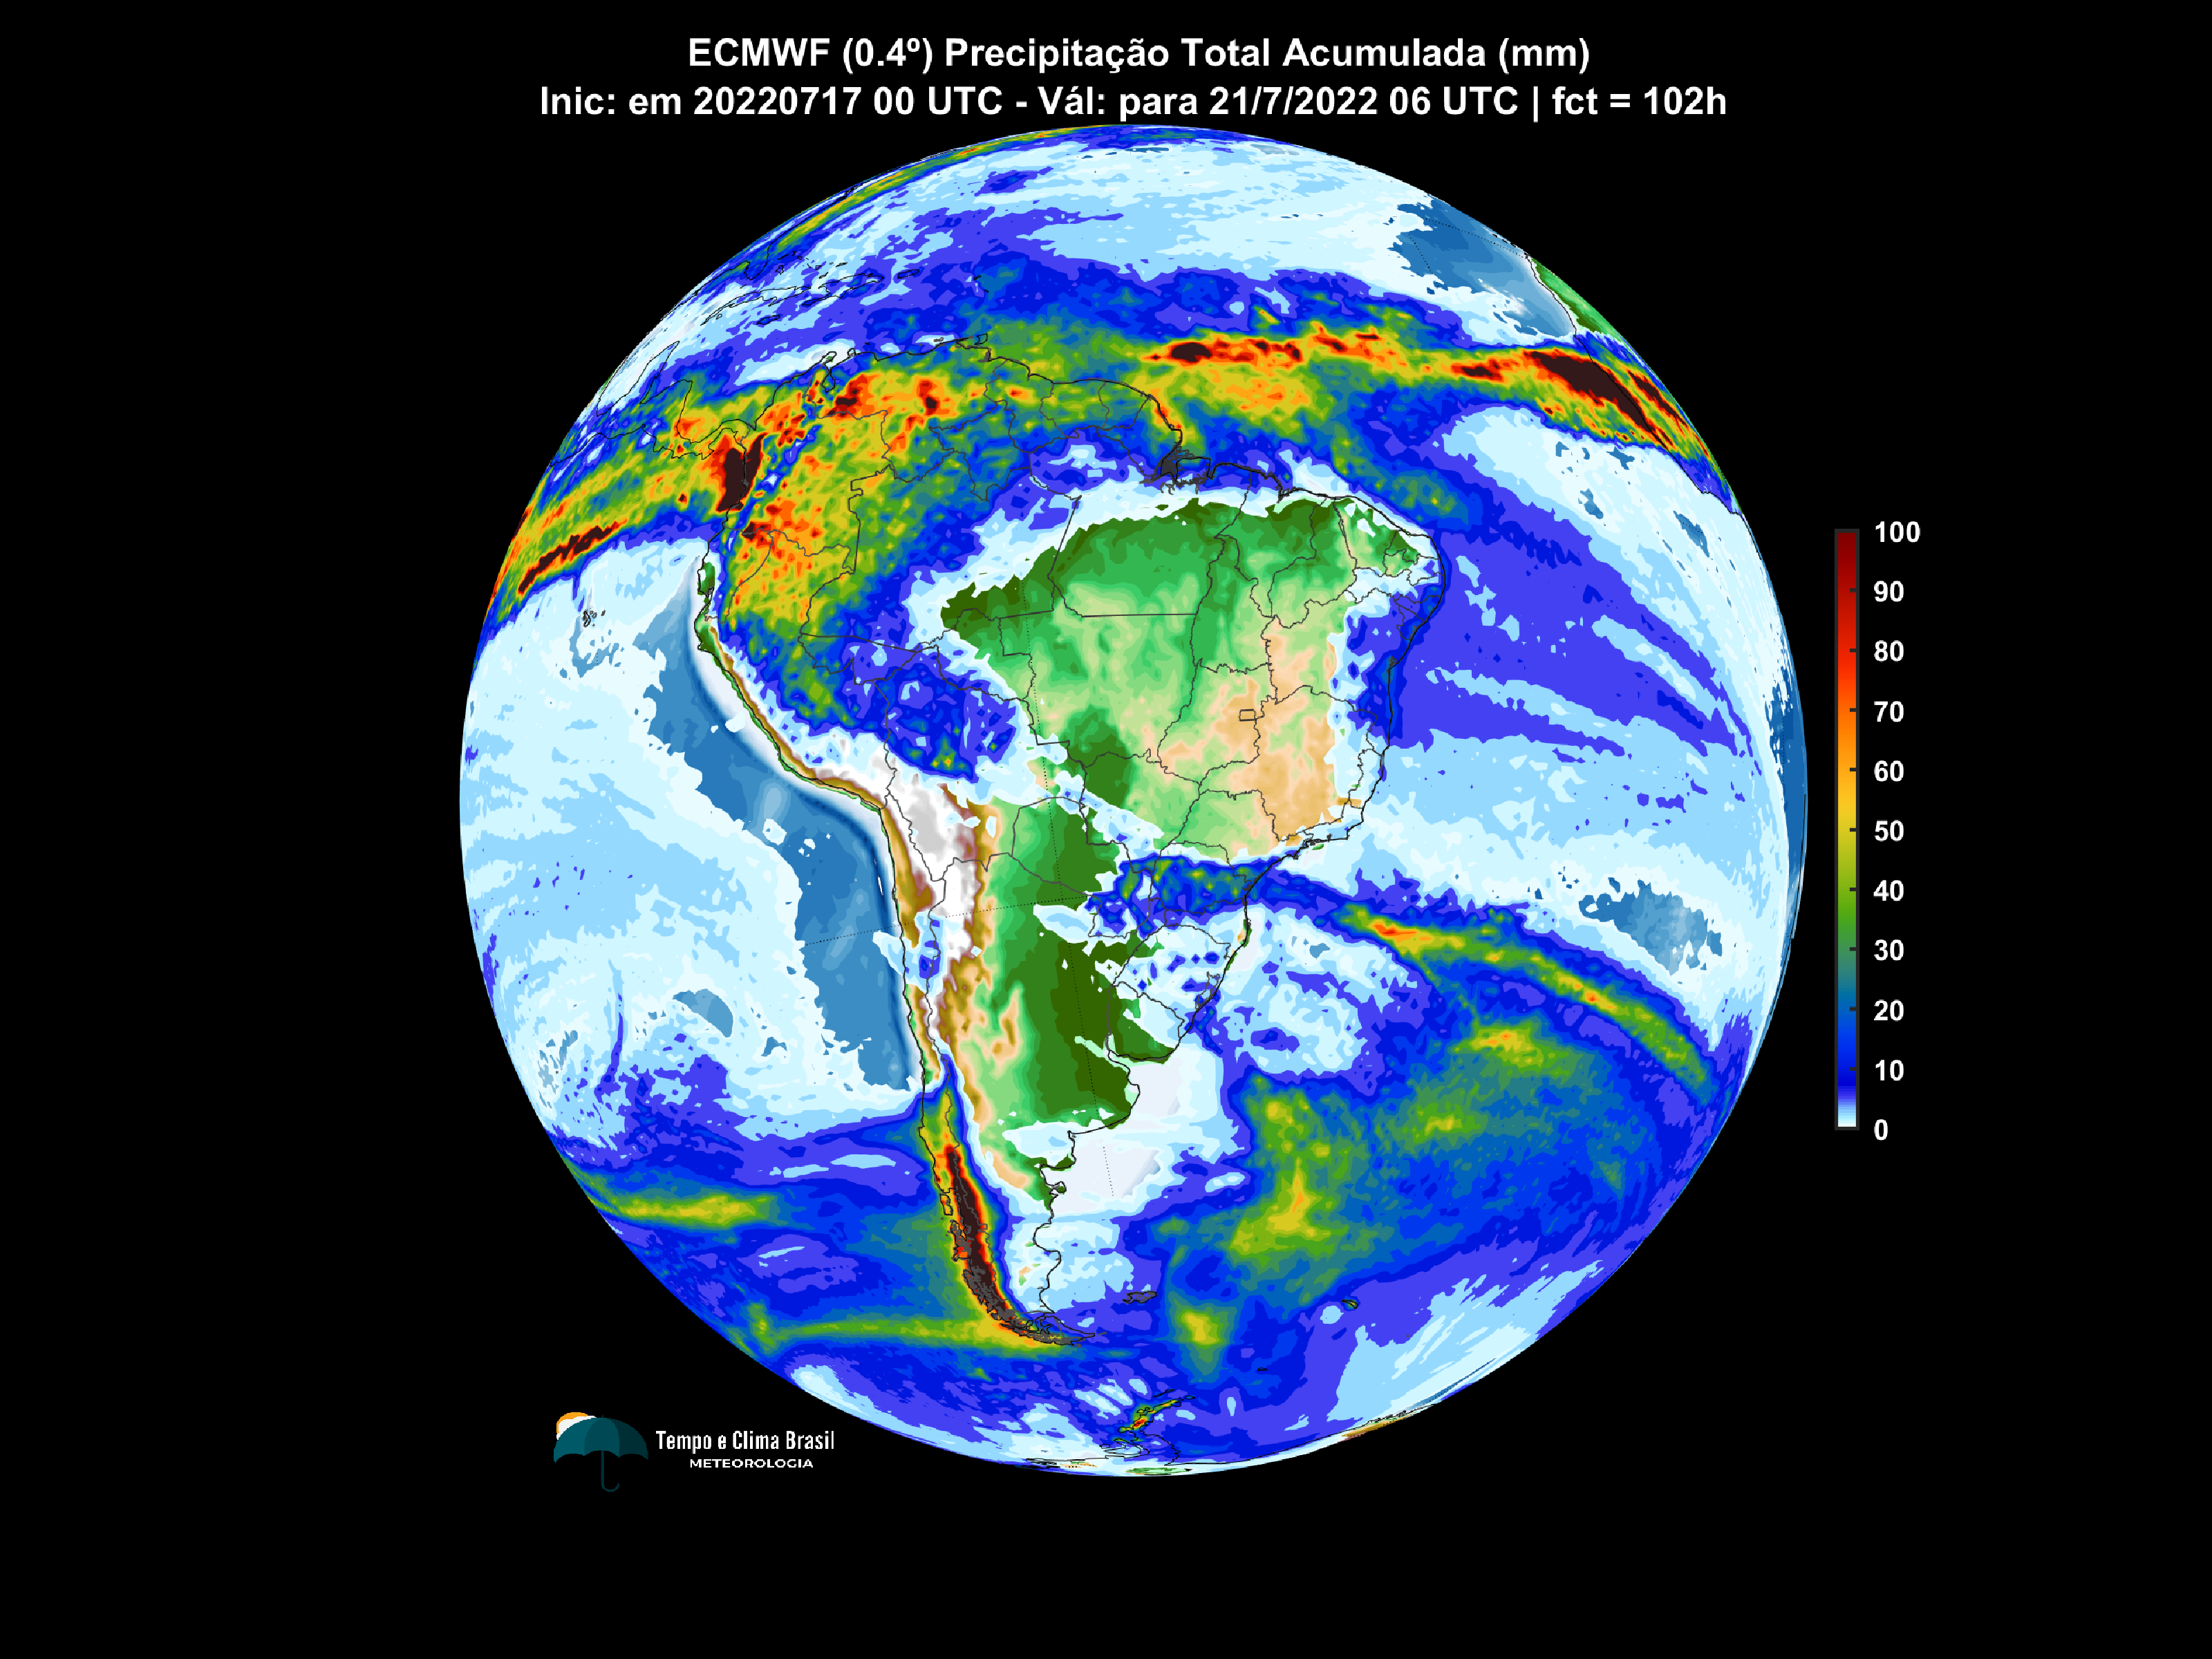 ECMWF (0.4º) Precipitação Total Acumulada (mm)
Inic: em 20220717 00 UTC - Vál: para 21/7/2022 06 UTC | fct = 102h
100
90
80
70
60
50
40
30
20
10
0
Tempo e Clima Brasil
METEOROLOGIA